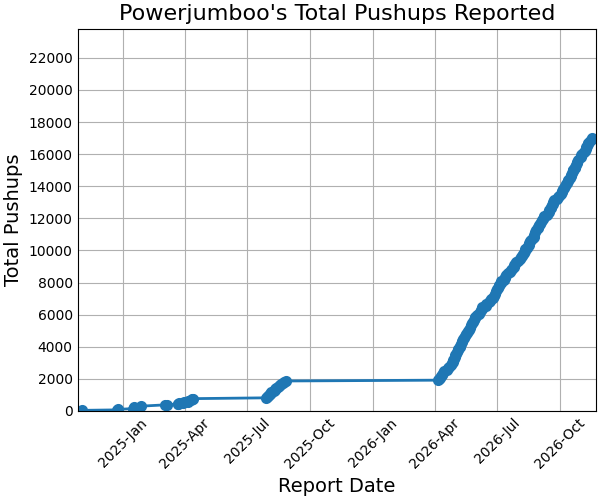 Powerjumboo's Total Pushups Reported
Total Pushups
22000
20000
18000
16000
14000
12000
10000
8000
6000
4000
2000
0
2025-Jan
2025-Apr
2025-Jul
2025-Oct
2026-Jan
2026-Apr
2026-Jul
2026-Oct
Report Date